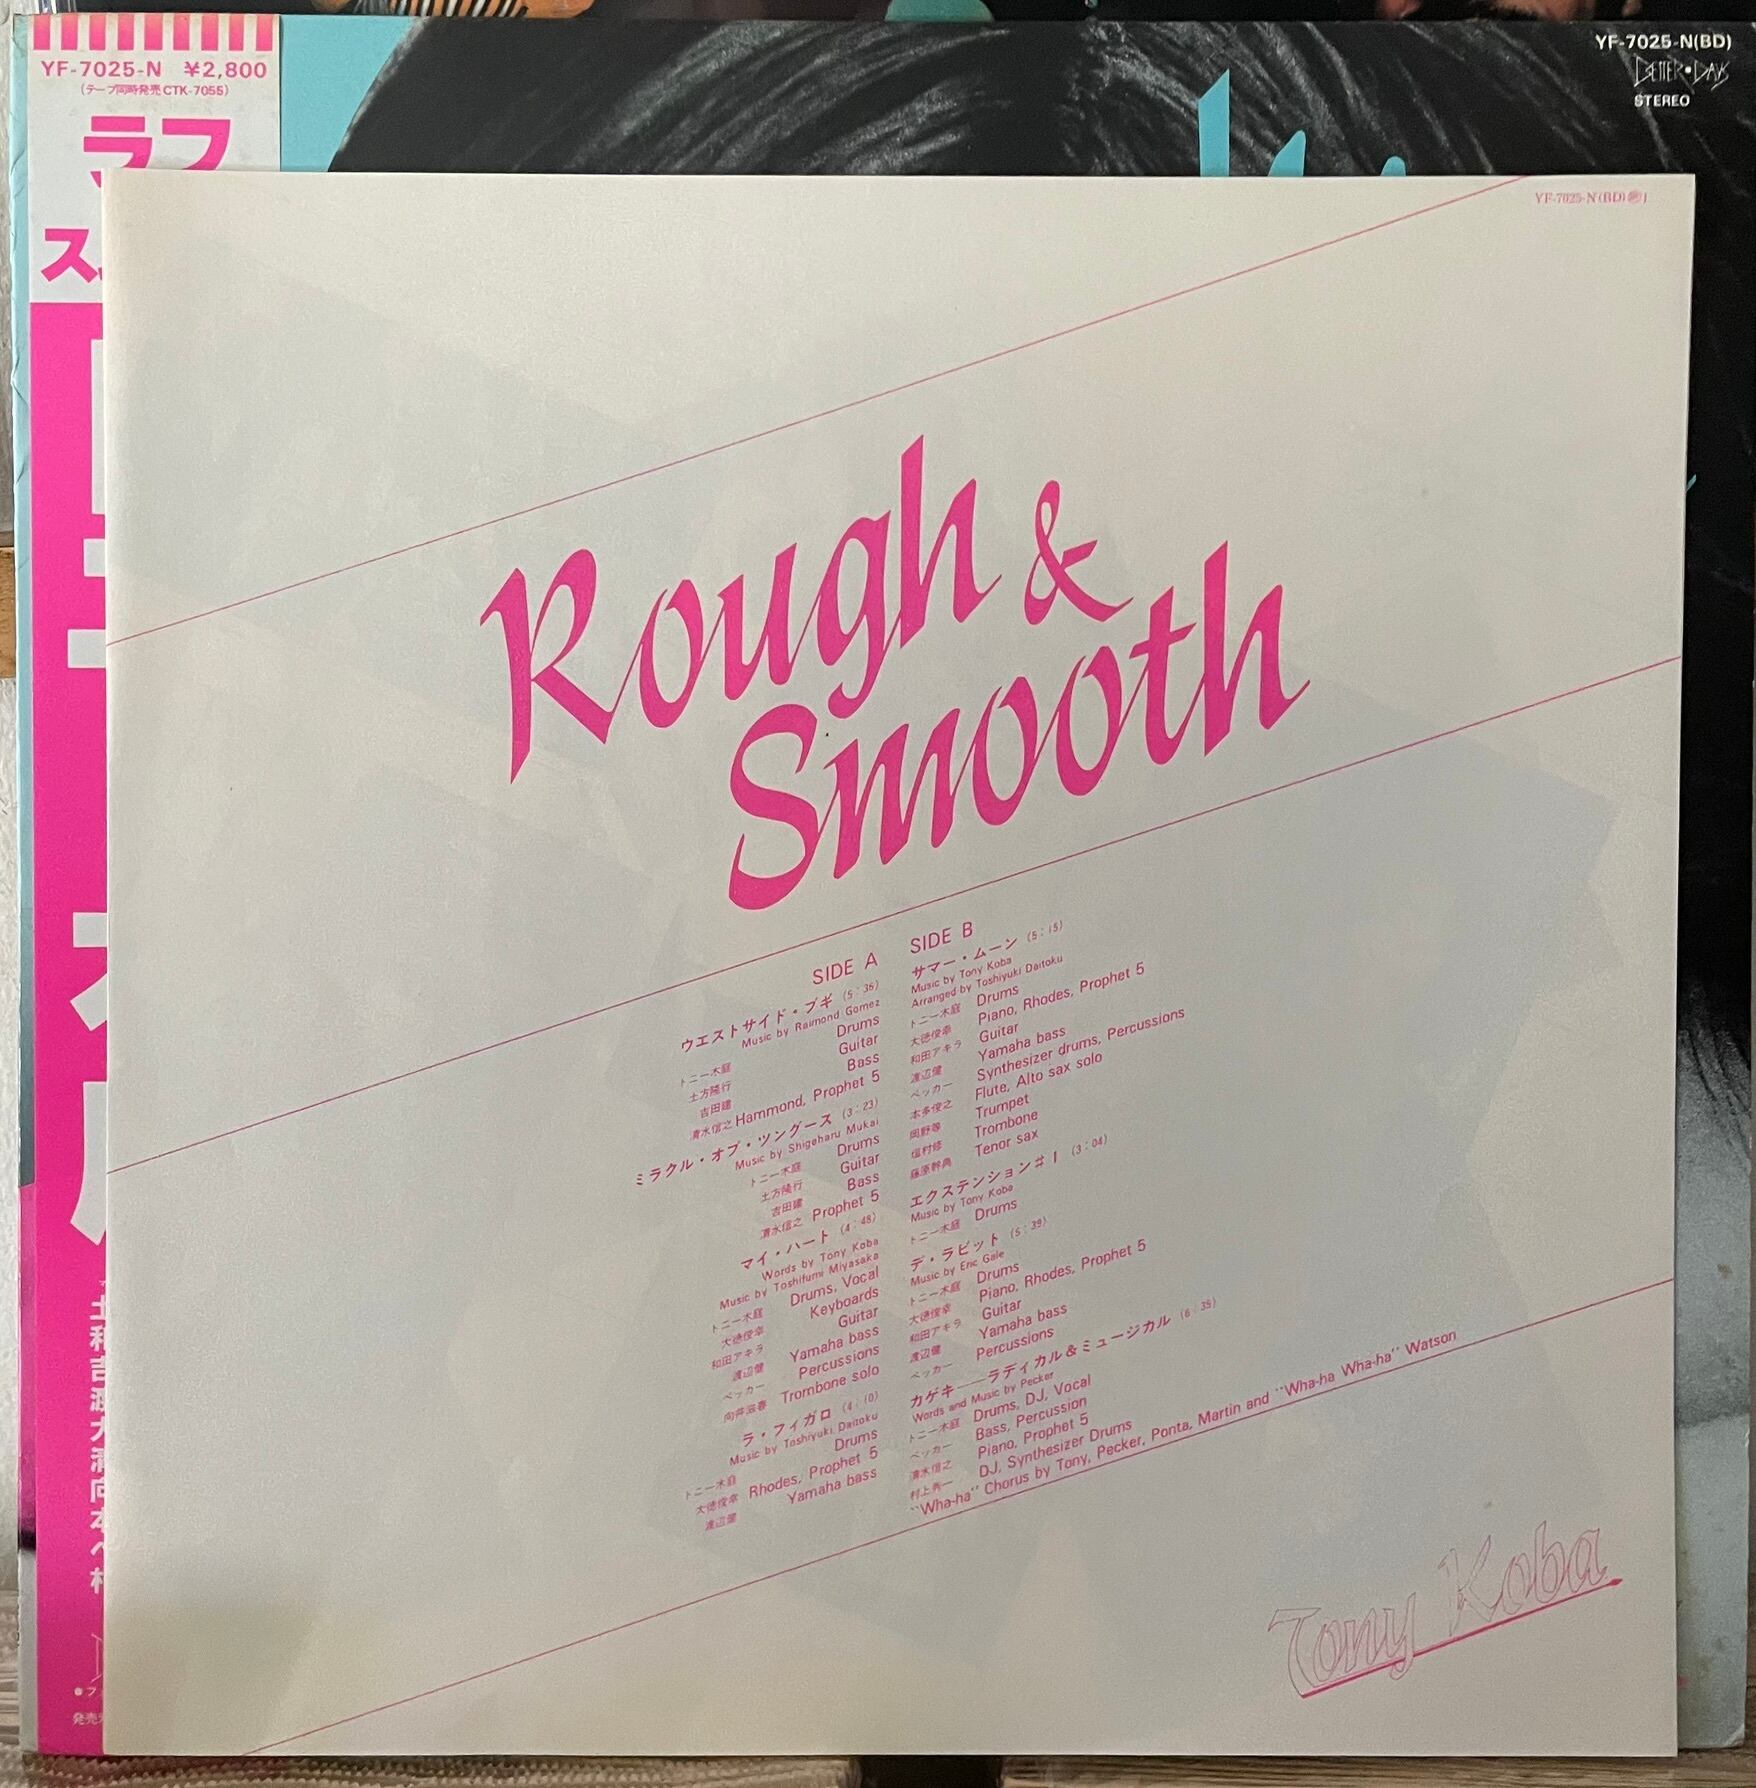 YF-7025-N ¥2,800
(テープ同時発売CTK-7055)
ラフ
YF-7025-N(BD)
BETTER・DAYS
STEREO
YF-7025-N(BD)
Rough &
Smooth
SIDE A
ウエストサイド・ブギ (5:36)
Music by Raimond Gomez
トニー木庭 Drums
土方隆行 Guitar
吉田建 Bass
清水信之 Hammond, Prophet 5
ミラクル・オブ・ツングース (3:23)
Music by Shigeharu Mukai
トニー木庭 Drums
土方隆行 Guitar
吉田建 Bass
清水信之 Prophet 5
マイ・ハート (4:48)
Words by Tony Koba
Music by Toshifumi Miyasaka
トニー木庭 Drums, Vocal
大徳俊幸 Keyboards
和田アキラ Guitar
渡辺健 Yamaha bass
ペッカー Percussions
向井滋春 Trombone solo
ラ・フィガロ (4:10)
Music by Toshiyuki Daitoku
トニー木庭 Drums
大徳俊幸 Rhodes, Prophet 5
渡辺健 Yamaha bass
SIDE B
サマー・ムーン (5:15)
Music by Tony Koba
Arranged by Toshiyuki Daitoku
トニー木庭 Drums
大徳俊幸 Piano, Rhodes, Prophet 5
和田アキラ Guitar
渡辺健 Yamaha bass
ペッカー Synthesizer drums, Percussions
本多俊之 Flute, Alto sax solo
岡野等 Trumpet
塩村修 Trombone
藤原幹典 Tenor sax
エクステンション♯1 (3:04)
Music by Tony Koba
トニー木庭 Drums
デ・ラビット (5:39)
Music by Eric Gale
トニー木庭 Drums
大徳俊幸 Piano, Rhodes, Prophet 5
和田アキラ Guitar
渡辺健 Yamaha bass
ペッカー Percussions
カゲキ——ラディカル&ミュージカル (6:35)
Words and Music by Pecker
トニー木庭 Drums, DJ, Vocal
ペッカー Bass, Percussion
清水信之 Piano, Prophet 5
村上秀一 DJ, Synthesizer Drums
"Wha-ha" Chorus by Tony, Pecker, Ponta, Martin and "Wha-ha Wha-ha" Watson
Tony Koba